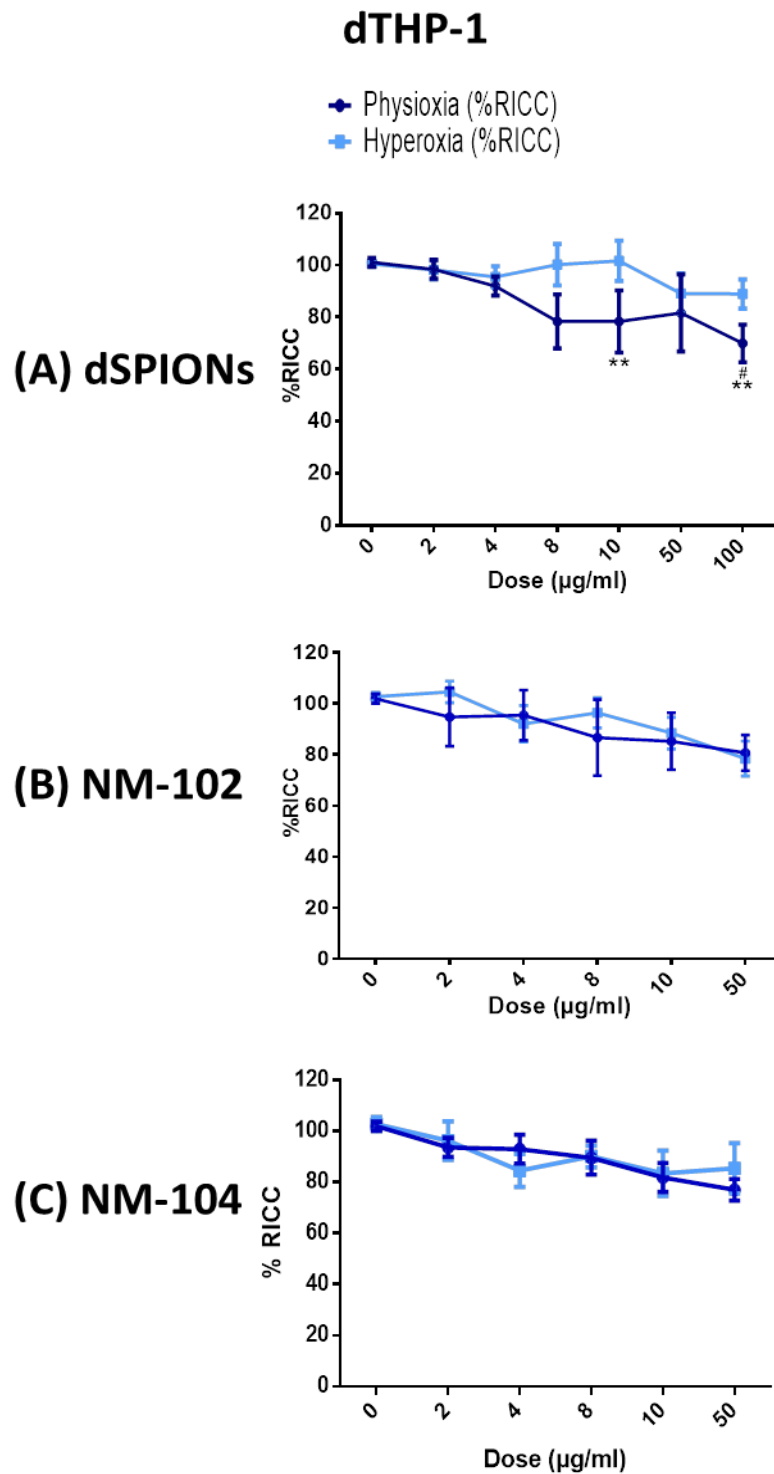 dTHP-1
Physioxia (%RICC)
Hyperoxia (%RICC)
(A) dSPIONs
%RICC
120
100
80
60
40
20
0
**
#
**
0 2 4 8 10 50 100
Dose (µg/ml)
(B) NM-102
%RICC
120
100
80
60
40
20
0
0 2 4 8 10 50
Dose (µg/ml)
(C) NM-104
% RICC
120
100
80
60
40
20
0
0 2 4 8 10 50
Dose (µg/ml)